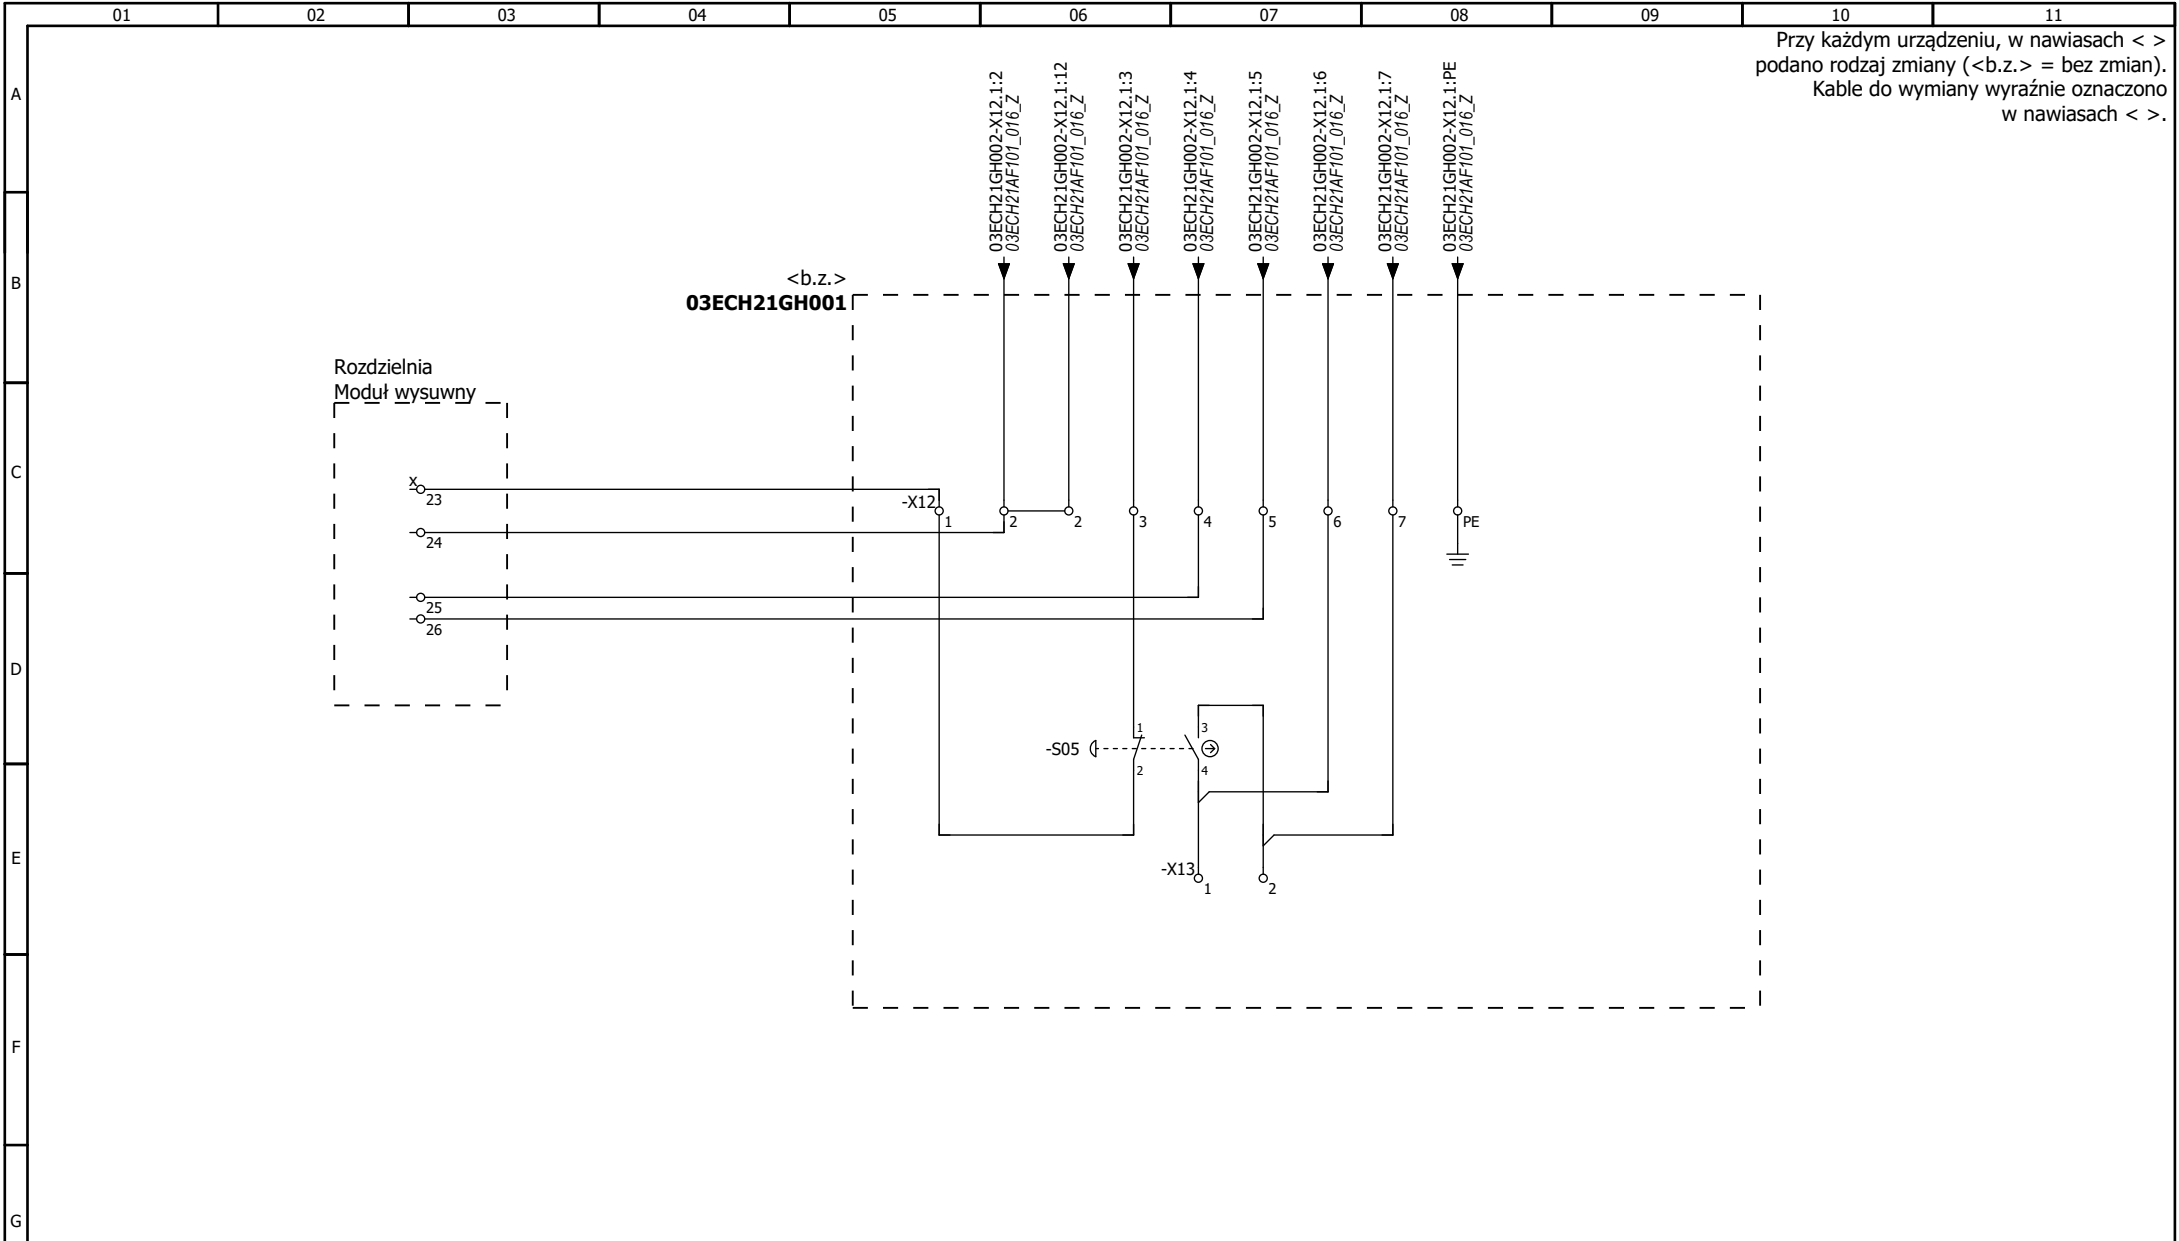 01
02
03
04
05
06
07
08
09
10
11
Przy każdym urządzeniu, w nawiasach < >
podano rodzaj zmiany (<b.z.> = bez zmian).
Kable do wymiany wyraźnie oznaczono
w nawiasach < >.
A
B
C
D
E
F
G
03ECH21GH002-X12.1:2
03ECH21AF101_016_Z
03ECH21GH002-X12.1:12
03ECH21AF101_016_Z
03ECH21GH002-X12.1:3
03ECH21AF101_016_Z
03ECH21GH002-X12.1:4
03ECH21AF101_016_Z
03ECH21GH002-X12.1:5
03ECH21AF101_016_Z
03ECH21GH002-X12.1:6
03ECH21AF101_016_Z
03ECH21GH002-X12.1:7
03ECH21AF101_016_Z
03ECH21GH002-X12.1:PE
03ECH21AF101_016_Z
<b.z.>
03ECH21GH001
Rozdzielnia
Moduł wysuwny
x
23
24
25
26
-X12
1
2
2
3
4
5
6
7
PE
-S05
1
2
3
4
-X13
1
2